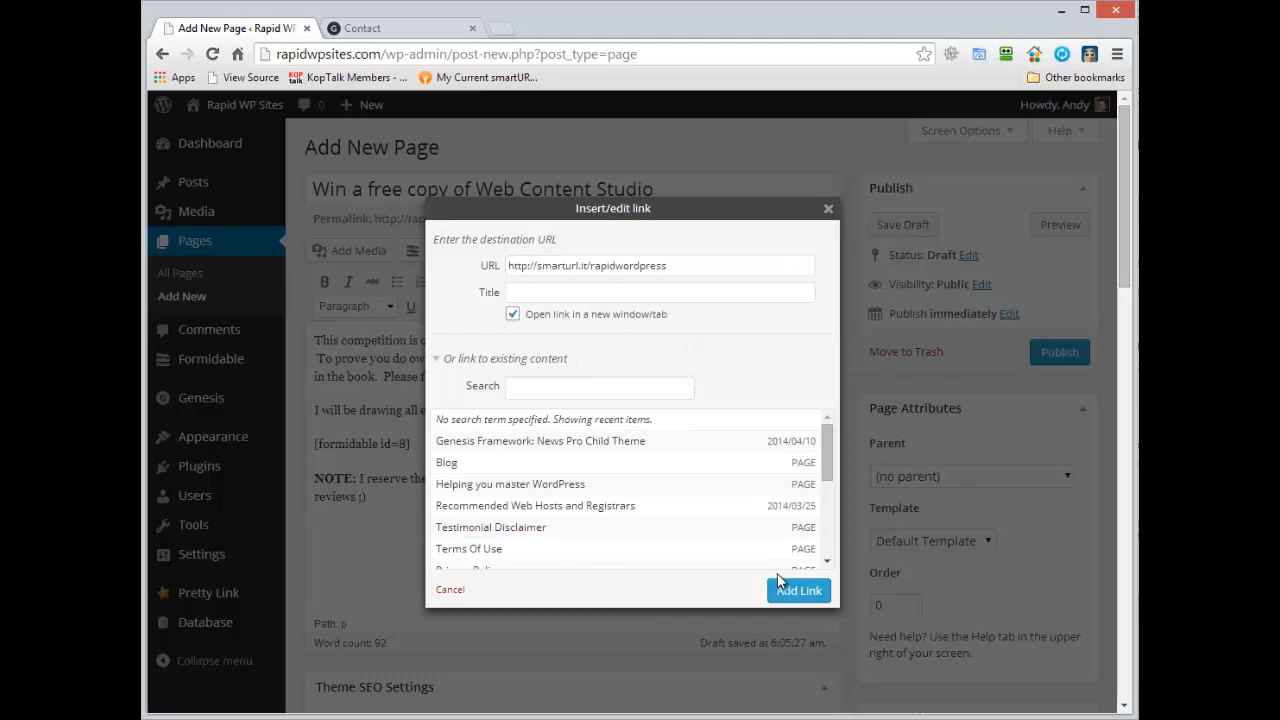 Add New Page ‹ Rapid WP
Contact
rapidwpsites.com/wp-admin/post-new.php?post_type=page
Apps
View Source
KOP talk
KopTalk Members - ...
My Current smartUR...
Other bookmarks
Rapid WP Sites
0
New
Howdy, Andy
Dashboard
Posts
Media
Pages
All Pages
Add New
Comments
Formidable
Genesis
Appearance
Plugins
Users
Tools
Settings
Pretty Link
Database
Collapse menu
Screen Options
Help
Add New Page
Win a free copy of Web Content Studio
Permalink: http://rap
Add Media
B I ABC
Paragraph
U
This competition is o
To prove you do ow
in the book. Please f
I will be drawing all e
[formidable id=8]
NOTE: I reserve the
reviews ;)
Path: p
Word count: 92
Draft saved at 6:05:27 am.
Theme SEO Settings
Insert/edit link
Enter the destination URL
URL http://smarturl.it/rapidwordpress
Title
Open link in a new window/tab
Or link to existing content
Search
No search term specified. Showing recent items.
Genesis Framework: News Pro Child Theme 2014/04/10
Blog PAGE
Helping you master WordPress PAGE
Recommended Web Hosts and Registrars 2014/03/25
Testimonial Disclaimer PAGE
Terms Of Use PAGE
Cancel
Add Link
Publish
Save Draft
Preview
Status: Draft Edit
Visibility: Public Edit
Publish immediately Edit
Move to Trash
Publish
Page Attributes
Parent
(no parent)
Template
Default Template
Order
0
Need help? Use the Help tab in the upper
right of your screen.